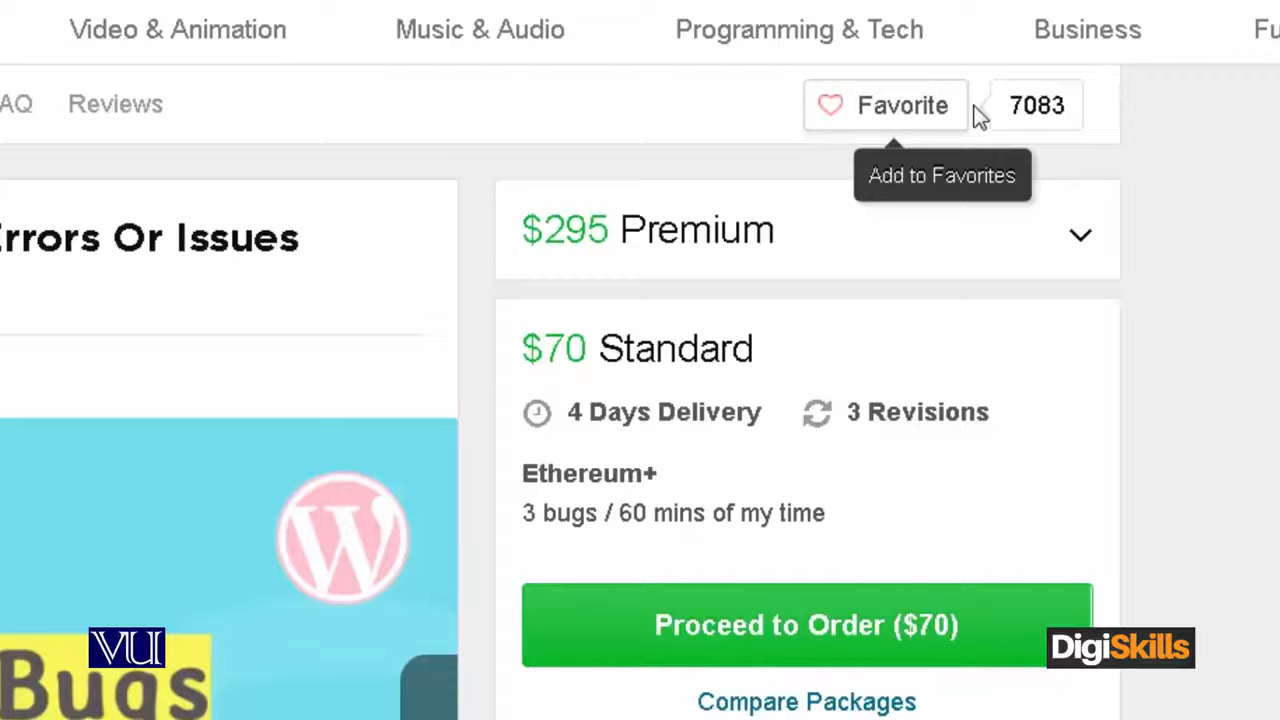 Video & Animation Music & Audio Programming & Tech Business Fu
AQ Reviews Favorite 7083
Add to Favorites
Errors Or Issues
$295 Premium
$70 Standard
4 Days Delivery 3 Revisions
Ethereum+
3 bugs / 60 mins of my time
W
Proceed to Order ($70)
VU
DigiSkills
Bugs
Compare Packages